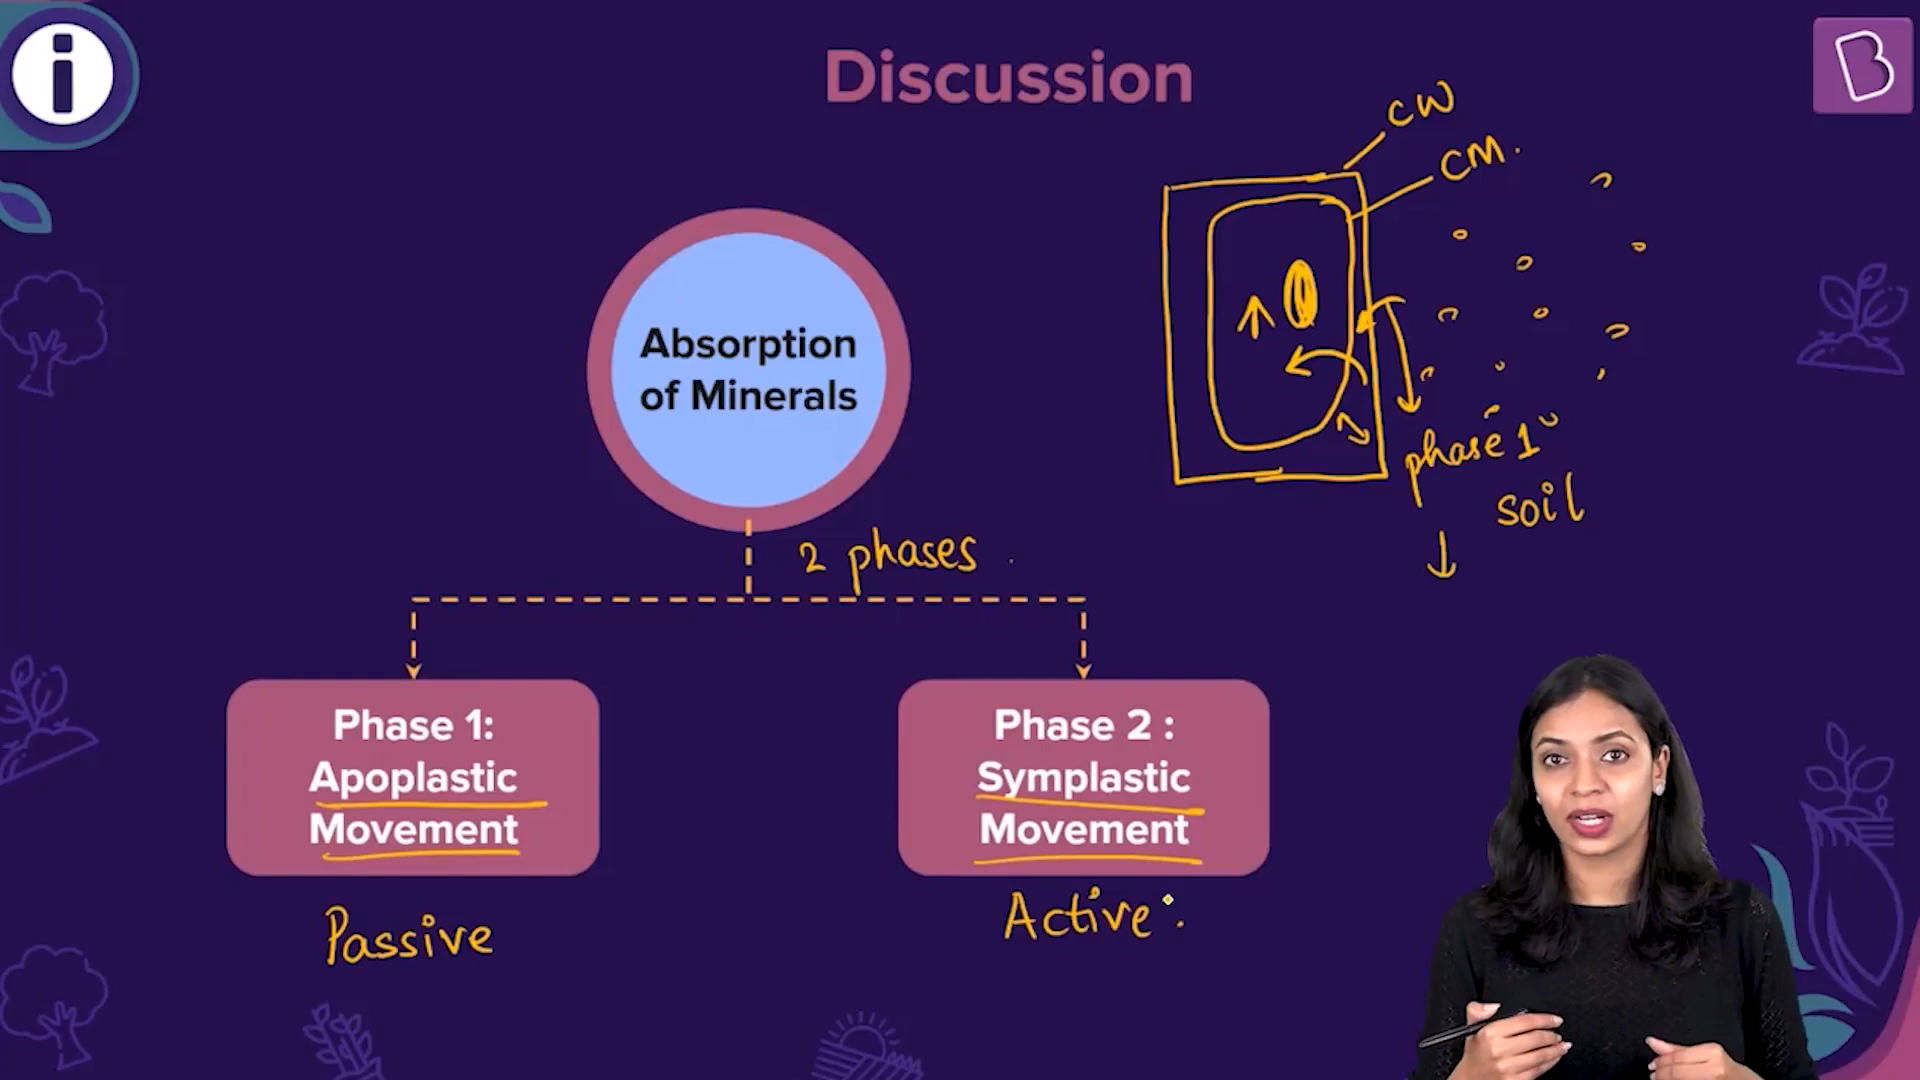 Discussion
CW
CM.
Absorption
of Minerals
phase 1
soil
2 phases
Phase 1:
Apoplastic
Movement
Phase 2 :
Symplastic
Movement
Passive
Active